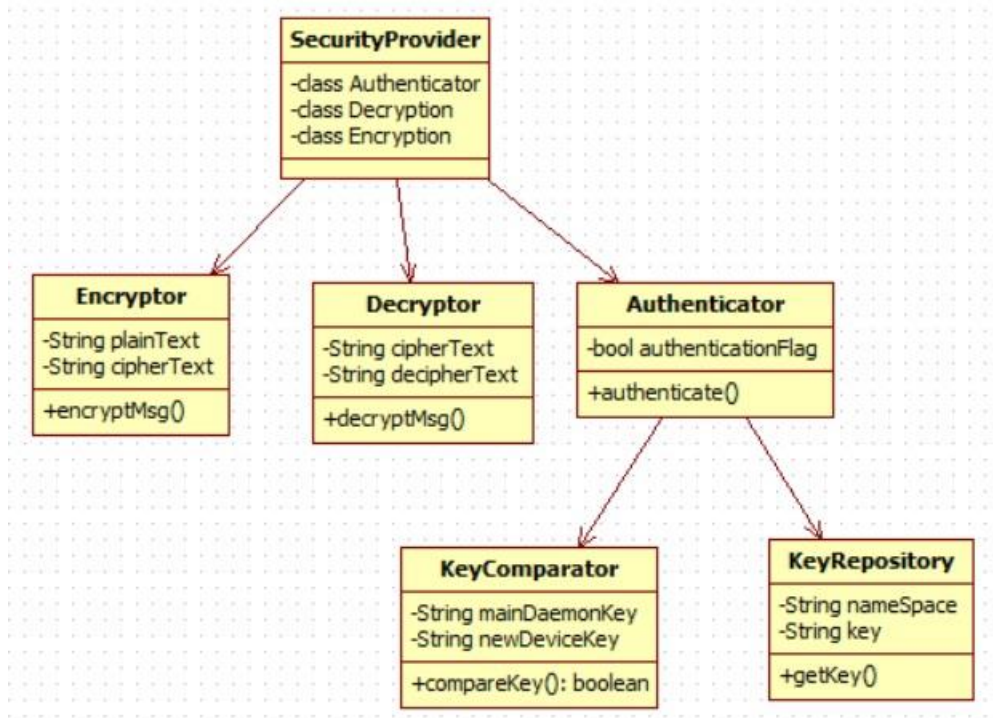 SecurityProvider
-class Authenticator
-class Decryption
-class Encryption
Encryptor
-String plainText
-String cipherText
+encryptMsg()
Decryptor
-String cipherText
-String decipherText
+decryptMsg()
Authenticator
-bool authenticationFlag
+authenticate()
KeyComparator
-String mainDaemonKey
-String newDeviceKey
+compareKey(): boolean
KeyRepository
-String nameSpace
-String key
+getKey()